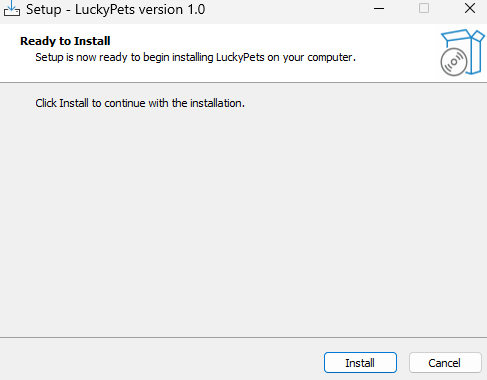 Setup - LuckyPets version 1.0
Ready to Install
Setup is now ready to begin installing LuckyPets on your computer.
Click Install to continue with the installation.
Install
Cancel